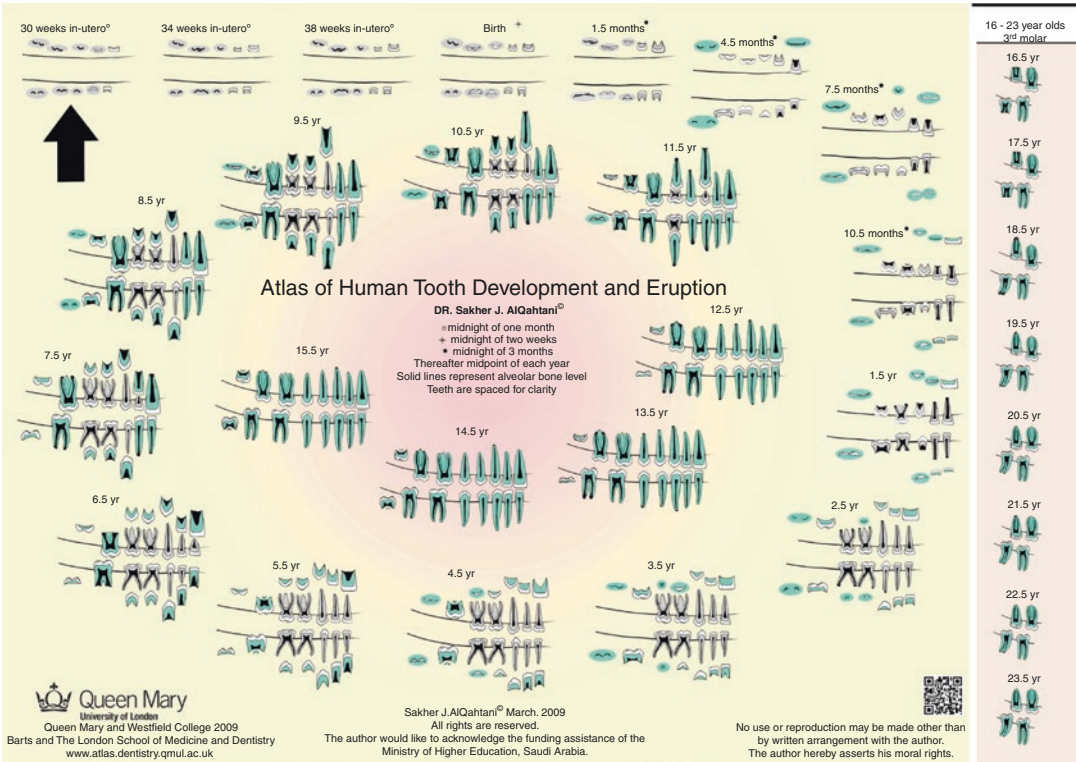 30 weeks in-utero°
34 weeks in-utero°
38 weeks in-utero°
Birth +
1.5 months*
4.5 months*
7.5 months*
9.5 yr
10.5 yr
11.5 yr
8.5 yr
10.5 months*
Atlas of Human Tooth Development and Eruption
DR. Sakher J. AlQahtani©
°midnight of one month
+ midnight of two weeks
* midnight of 3 months
Thereafter midpoint of each year
Solid lines represent alveolar bone level
Teeth are spaced for clarity
12.5 yr
7.5 yr
15.5 yr
1.5 yr
13.5 yr
14.5 yr
6.5 yr
2.5 yr
5.5 yr
4.5 yr
3.5 yr
Queen Mary
University of London
Queen Mary and Westfield College 2009
Barts and The London School of Medicine and Dentistry
www.atlas.dentistry.qmul.ac.uk
Sakher J.AlQahtani© March. 2009
All rights are reserved.
The author would like to acknowledge the funding assistance of the
Ministry of Higher Education, Saudi Arabia.
No use or reproduction may be made other than
by written arrangement with the author.
The author hereby asserts his moral rights.
16 - 23 year olds
3rd molar
16.5 yr
17.5 yr
18.5 yr
19.5 yr
20.5 yr
21.5 yr
22.5 yr
23.5 yr